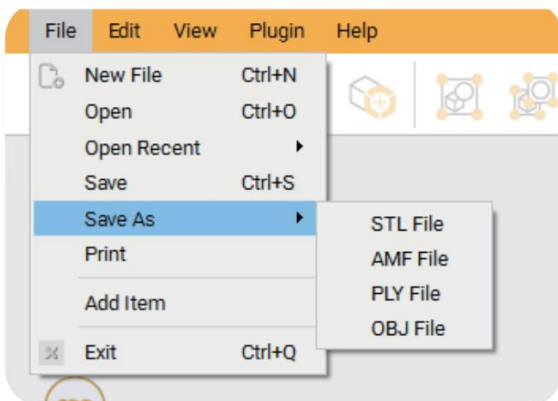 File Edit View Plugin Help
New File Ctrl+N
Open Ctrl+O
Open Recent
Save Ctrl+S
Save As
Print
Add Item
Exit Ctrl+Q
STL File
AMF File
PLY File
OBJ File